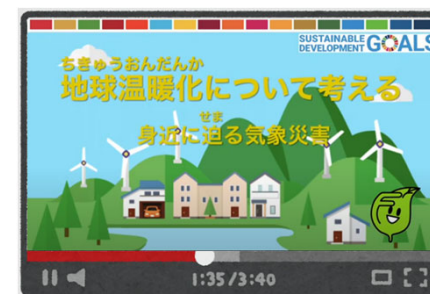 SUSTAINABLE
DEVELOPMENT GOALS
ちきゅうおんだんか
地球温暖化について考える
せま
身近に迫る気象災害
1:35/3:40